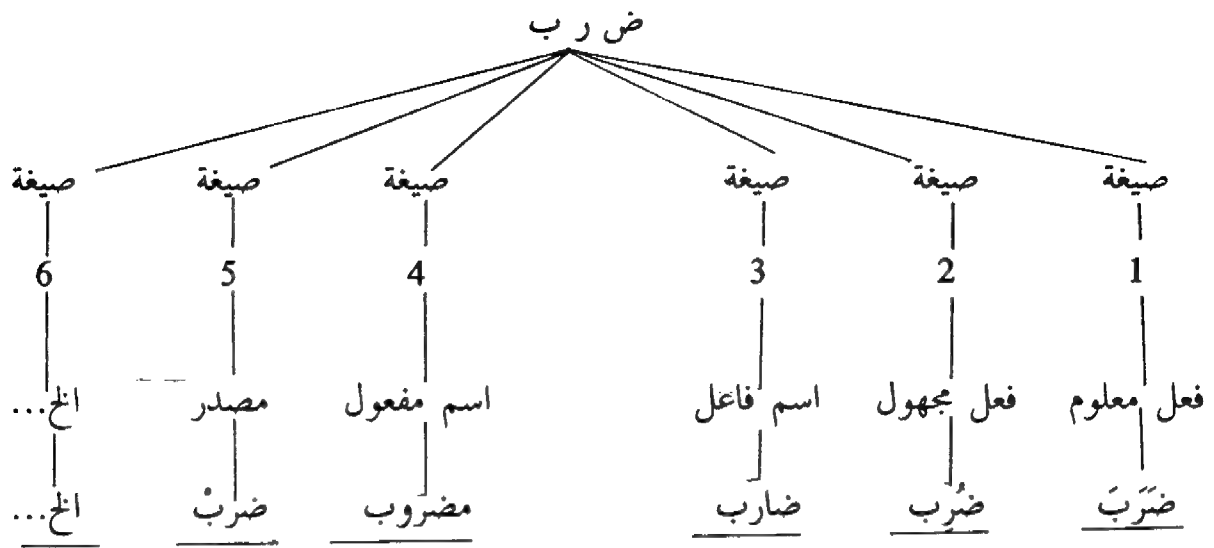 ض ر ب
صيغة صيغة صيغة صيغة صيغة صيغة
1 2 3 4 5 6
فعل معلوم فعل مجهول اسم فاعل اسم مفعول مصدر الخ...
ضَرَبَ ضُرِب ضارب مضروب ضربْ الخ...